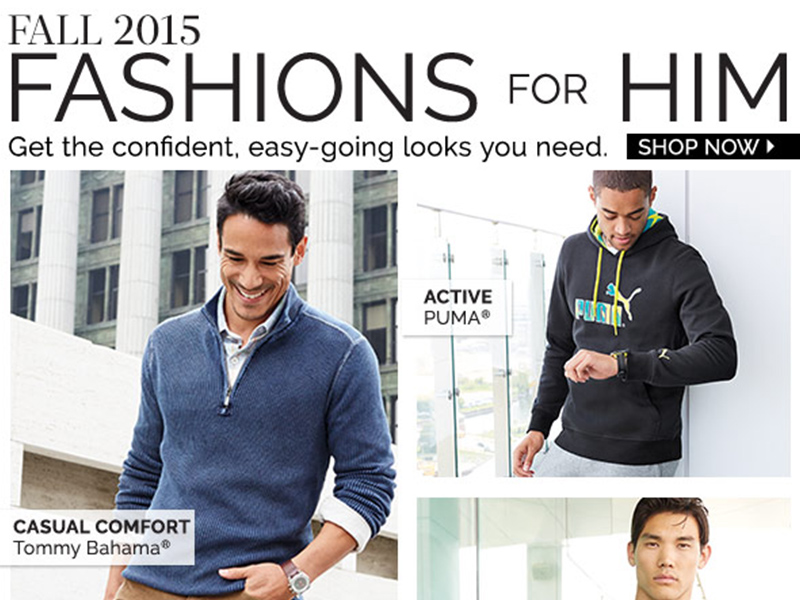 FALL 2015
FASHIONS FOR HIM
Get the confident, easy-going looks you need.
SHOP NOW
ACTIVE
PUMA®
PUMA
CASUAL COMFORT
Tommy Bahama®